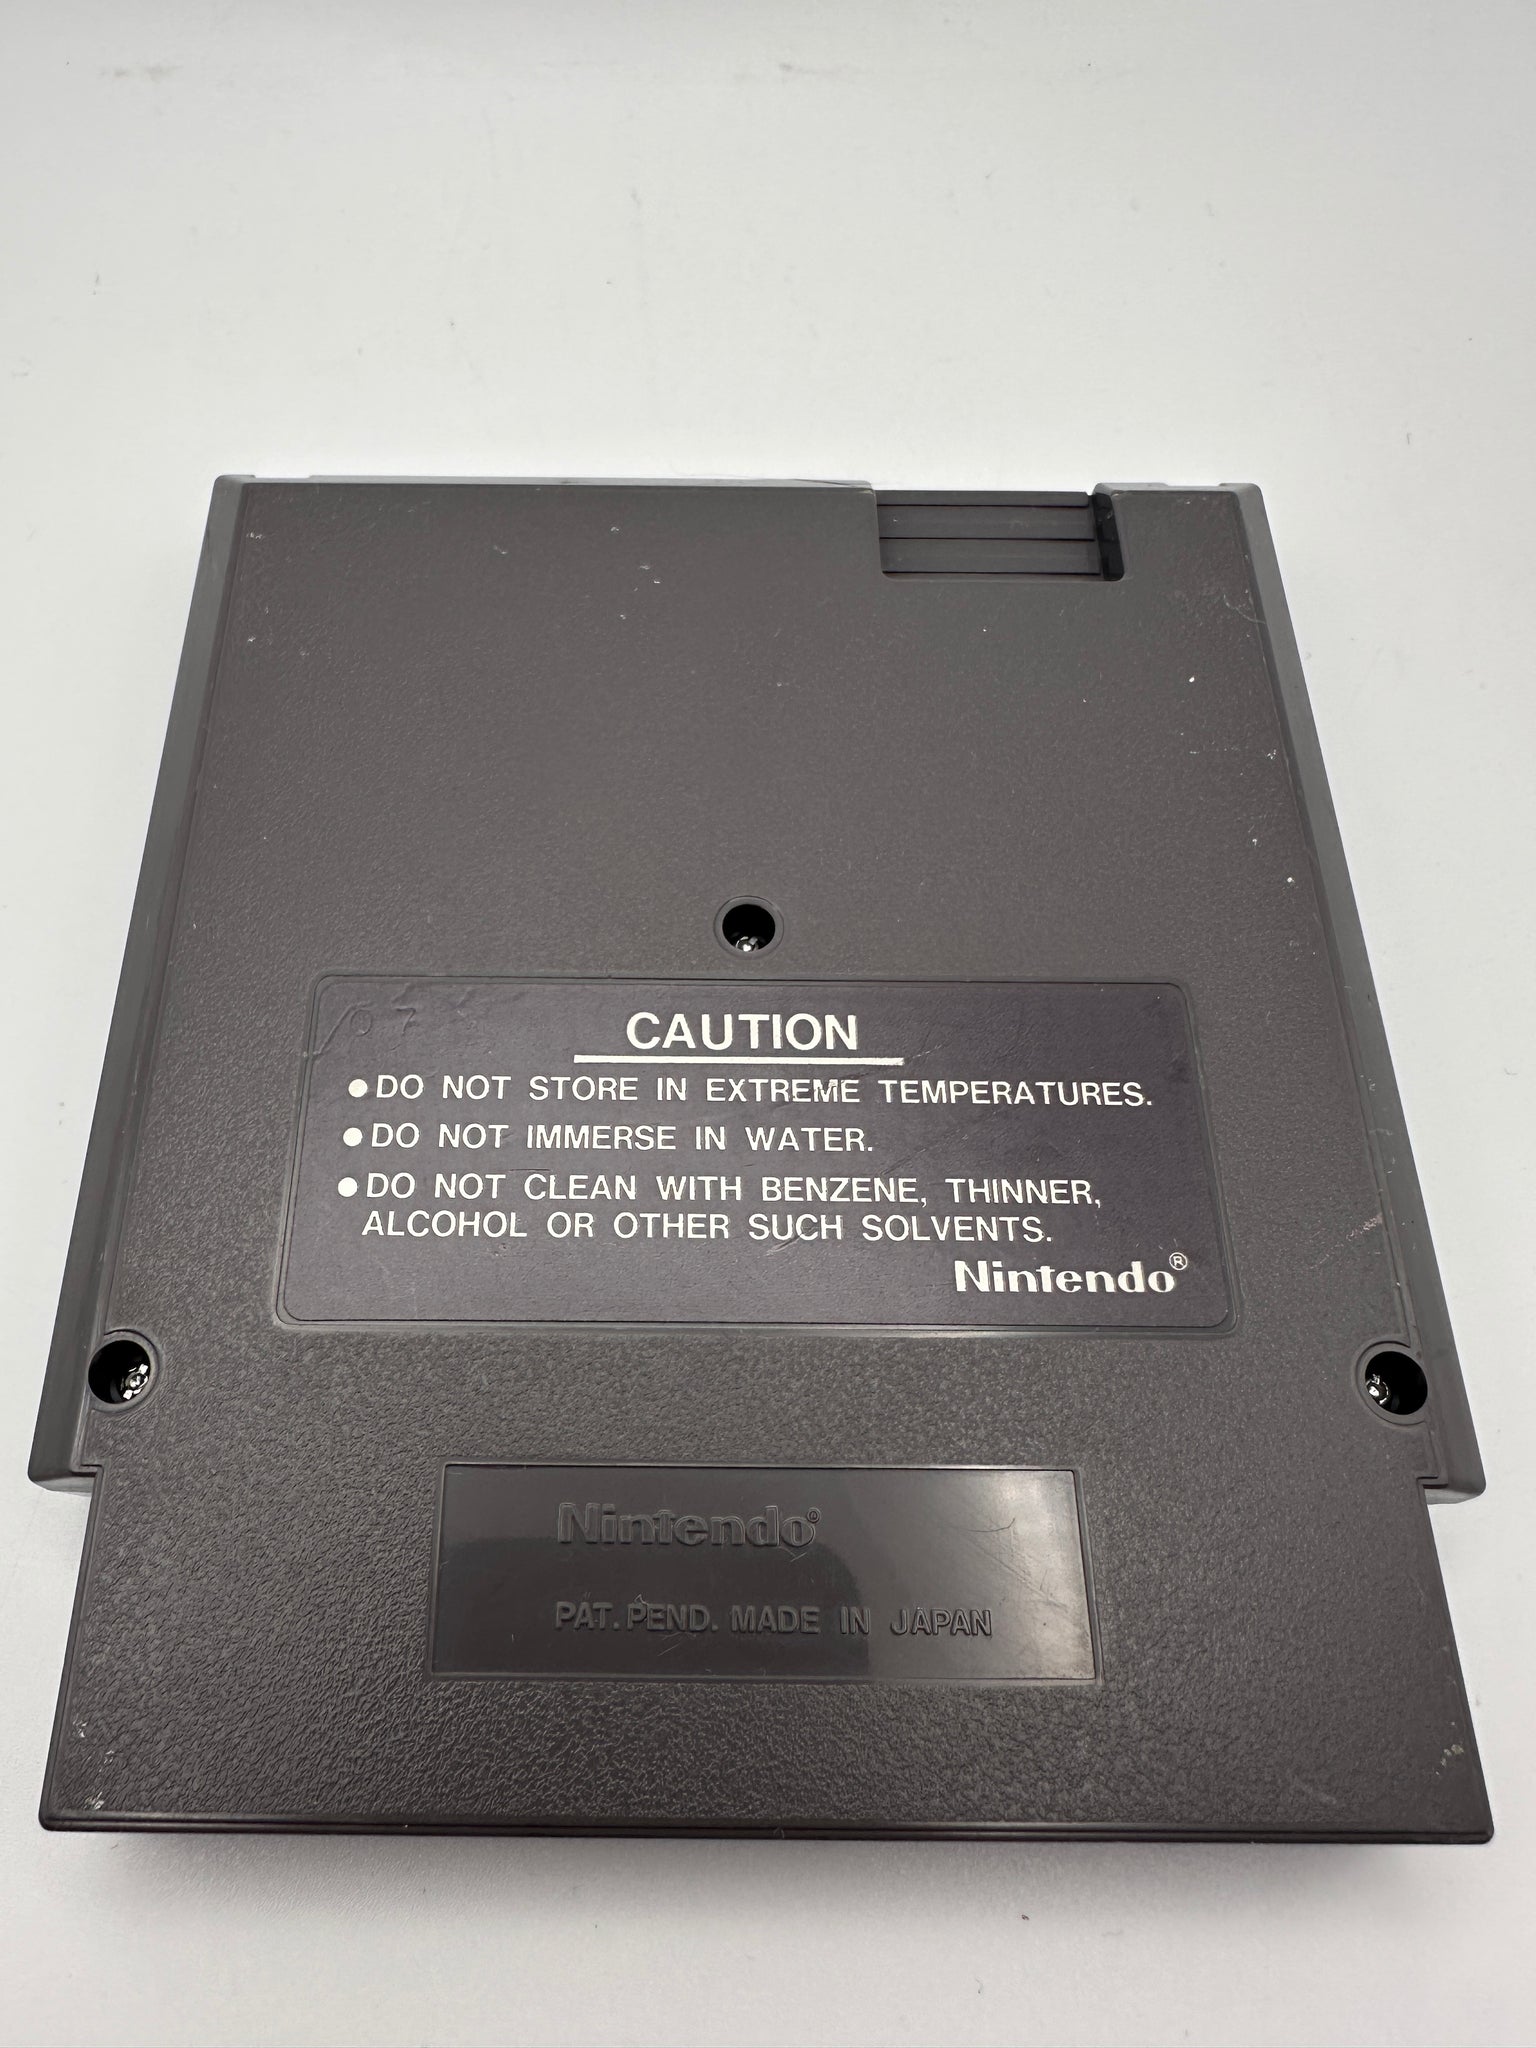 CAUTION
●DO NOT STORE IN EXTREME TEMPERATURES.
●DO NOT IMMERSE IN WATER.
●DO NOT CLEAN WITH BENZENE, THINNER,
ALCOHOL OR OTHER SUCH SOLVENTS.
Nintendo®
Nintendo®
PAT. PEND. MADE IN JAPAN